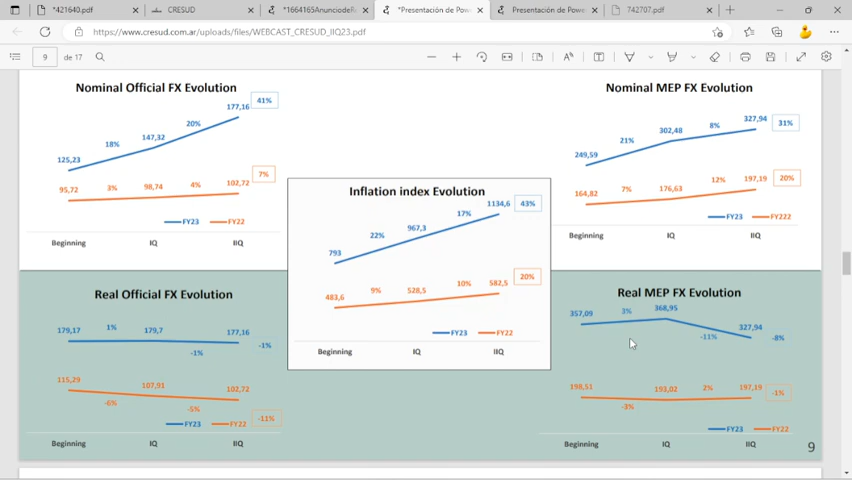 *421640.pdf
CRESUD
*1664165AnunciodeRe
*Presentación de Powe
Presentación de Powe
742707.pdf
https://www.cresud.com.ar/uploads/files/WEBCAST_CRESUD_IIQ23.pdf
9 de 17
Nominal Official FX Evolution
177,16 41%
20%
147,32
18%
125,23
95,72 3% 98,74 4% 102,72 7%
FY23 FY22
Beginning IQ IIQ
Nominal MEP FX Evolution
327,94 31%
8%
302,48
21%
249,59
164,82 7% 176,63 12% 197,19 20%
FY23 FY222
Beginning IQ IIQ
Inflation index Evolution
1134,6 43%
17%
967,3
22%
793
483,6 9% 528,5 10% 582,5 20%
FY23 FY22
Beginning IQ IIQ
Real Official FX Evolution
179,17 1% 179,7 177,16
-1% -1%
115,29 107,91 102,72
-6% -5% -11%
FY23 FY22
Beginning IQ IIQ
Real MEP FX Evolution
357,09 3% 368,95 327,94
-11% -8%
198,51 193,02 2% 197,19 -1%
-3%
FY23 FY22
Beginning IQ IIQ
9